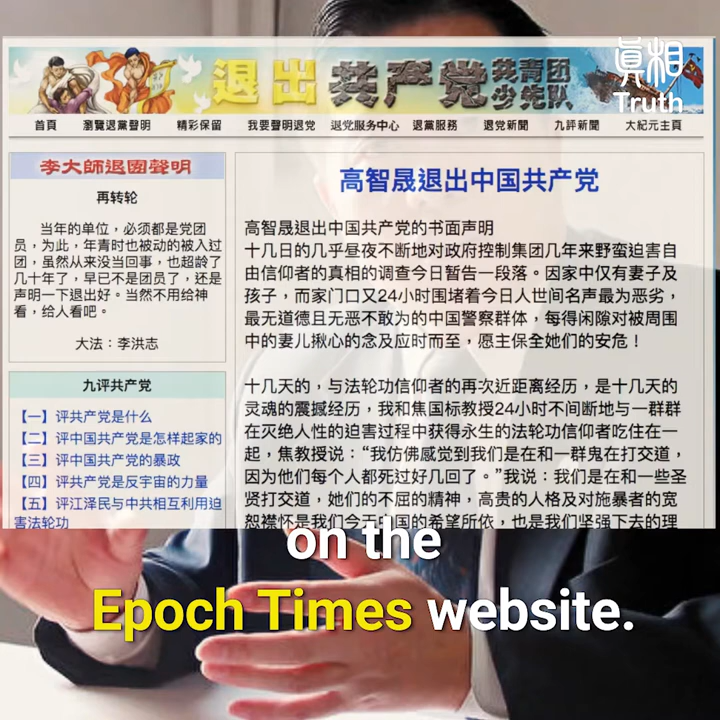 退出共产党 共青团
少先队
真相
Truth
首頁 瀏覽退黨聲明 精彩保留 我要聲明退党 退党服务中心 退黨服務 退党新聞 九評新聞 大紀元主頁
李大師退團聲明
再转轮
当年的单位，必须都是党团
员，为此，年青时也被动的被入过
团，虽然从来没当回事，也超龄了
几十年了，早已不是团员了，还是
声明一下退出好。当然不用给神
看，给人看吧。
大法：李洪志
九评共产党
【一】评共产党是什么
【二】评中国共产党是怎样起家的
【三】评中国共产党的暴政
【四】评共产党是反宇宙的力量
【五】评江泽民与中共相互利用迫
害法轮功
高智晟退出中国共产党
高智晟退出中国共产党的书面声明
十几日的几乎昼夜不断地对政府控制集团几年来野蛮迫害自
由信仰者的真相的调查今日暂告一段落。因家中仅有妻子及
孩子，而家门口又24小时围堵着今日人世间名声最为恶劣，
最无道德且无恶不敢为的中国警察群体，每得闲隙对被周围
中的妻儿揪心的念及应时而至，愿主保全她们的安危！
十几天的，与法轮功信仰者的再次近距离经历，是十几天的
灵魂的震撼经历，我和焦国标教授24小时不间断地与一群群
在灭绝人性的迫害过程中获得永生的法轮功信仰者吃住在一
起，焦教授说：“我仿佛感觉到我们是在和一群鬼在打交道，
因为他们每个人都死过好几回了。”我说：我们是在和一些圣
贤打交道，她们的不屈的精神，高贵的人格及对施暴者的宽
恕襟怀是我们今天中国的希望所依，也是我们坚强下去的理
on the
Epoch Times website.